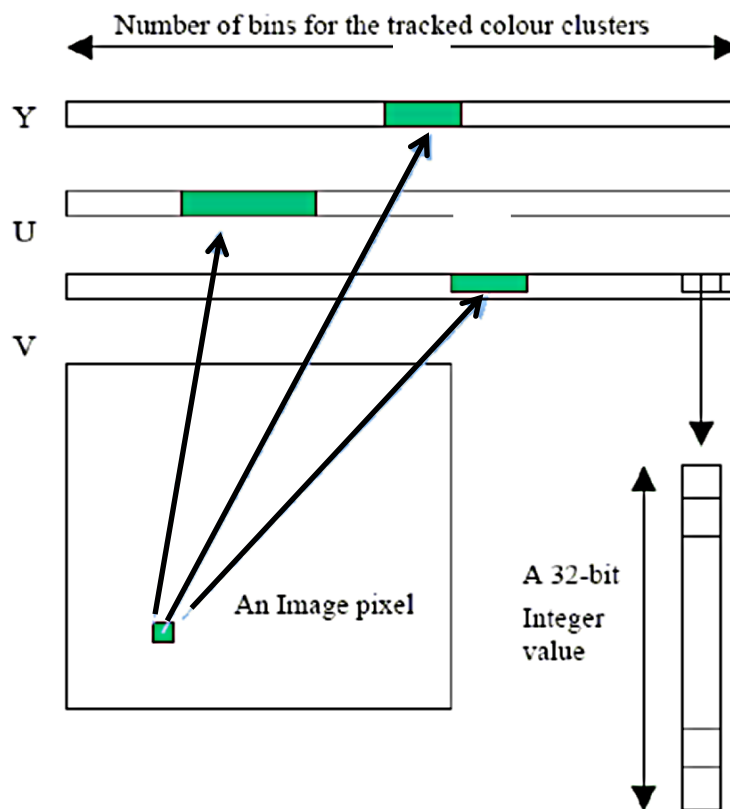 Number of bins for the tracked colour clusters
Y
U
V
An Image pixel
A 32-bit
Integer
value